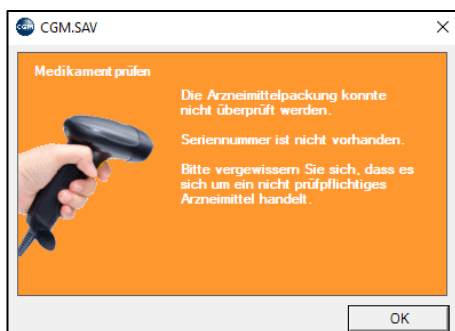 CGM CGM.SAV
Medikament prüfen
Die Arzneimittelpackung konnte
nicht überprüft werden.
Seriennummer ist nicht vorhanden.
Bitte vergewissern Sie sich, dass es
sich um ein nicht prüfpflichtiges
Arzneimittel handelt.
OK